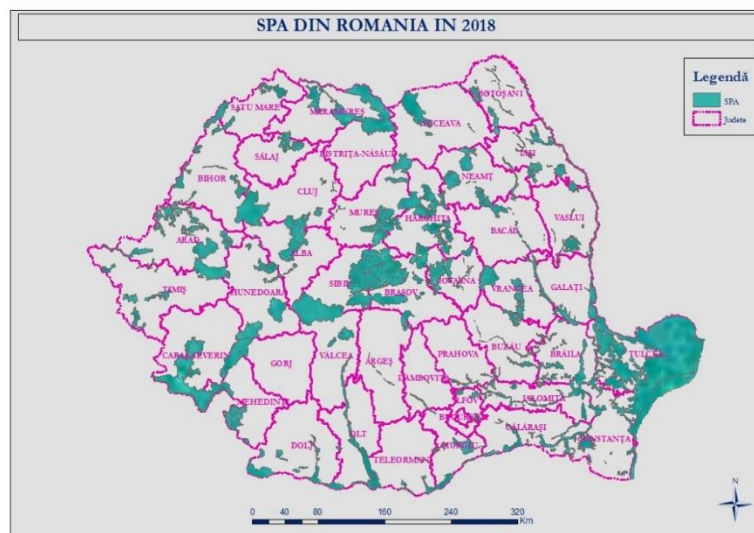 SPA DIN ROMANIA IN 2018
Legendă
SPA
Judete
SATU MARE
MARAMUREȘ
BOTOȘANI
SUCEAVA
SĂLAJ
BISTRIȚA-NĂSĂUD
IAȘI
BIHOR
CLUJ
NEAMȚ
MUREȘ
HARGHITA
BACĂU
VASLUI
ARAD
ALBA
TIMIȘ
HUNEDOARA
SIBIU
BRAȘOV
COVASNA
VRANCEA
GALAȚI
CARAȘ-SEVERIN
GORJ
VÂLCEA
ARGEȘ
PRAHOVA
BUZĂU
BRĂILA
TULCEA
DÂMBOVIȚA
MEHEDINȚI
ILFOV
IALOMIȚA
BUCUREȘTI
DOLJ
OLT
TELEORMAN
GIURGIU
CĂLĂRAȘI
CONSTANȚA
N
0 20 40 80 160 240 320
Km